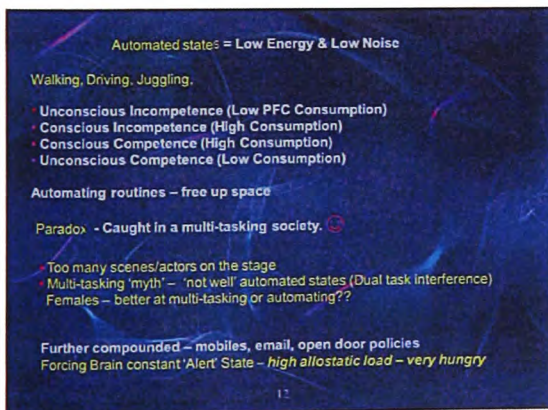 Automated states = Low Energy & Low Noise
Walking, Driving, Juggling,
• Unconscious Incompetence (Low PFC Consumption)
• Conscious Incompetence (High Consumption)
• Conscious Competence (High Consumption)
• Unconscious Competence (Low Consumption)
Automating routines – free up space
Paradox - Caught in a multi-tasking society.
• Too many scenes/actors on the stage
• Multi-tasking 'myth' – 'not well' automated states (Dual task interference)
Females – better at multi-tasking or automating??
Further compounded – mobiles, email, open door policies
Forcing Brain constant 'Alert' State – high allostatic load – very hungry
12